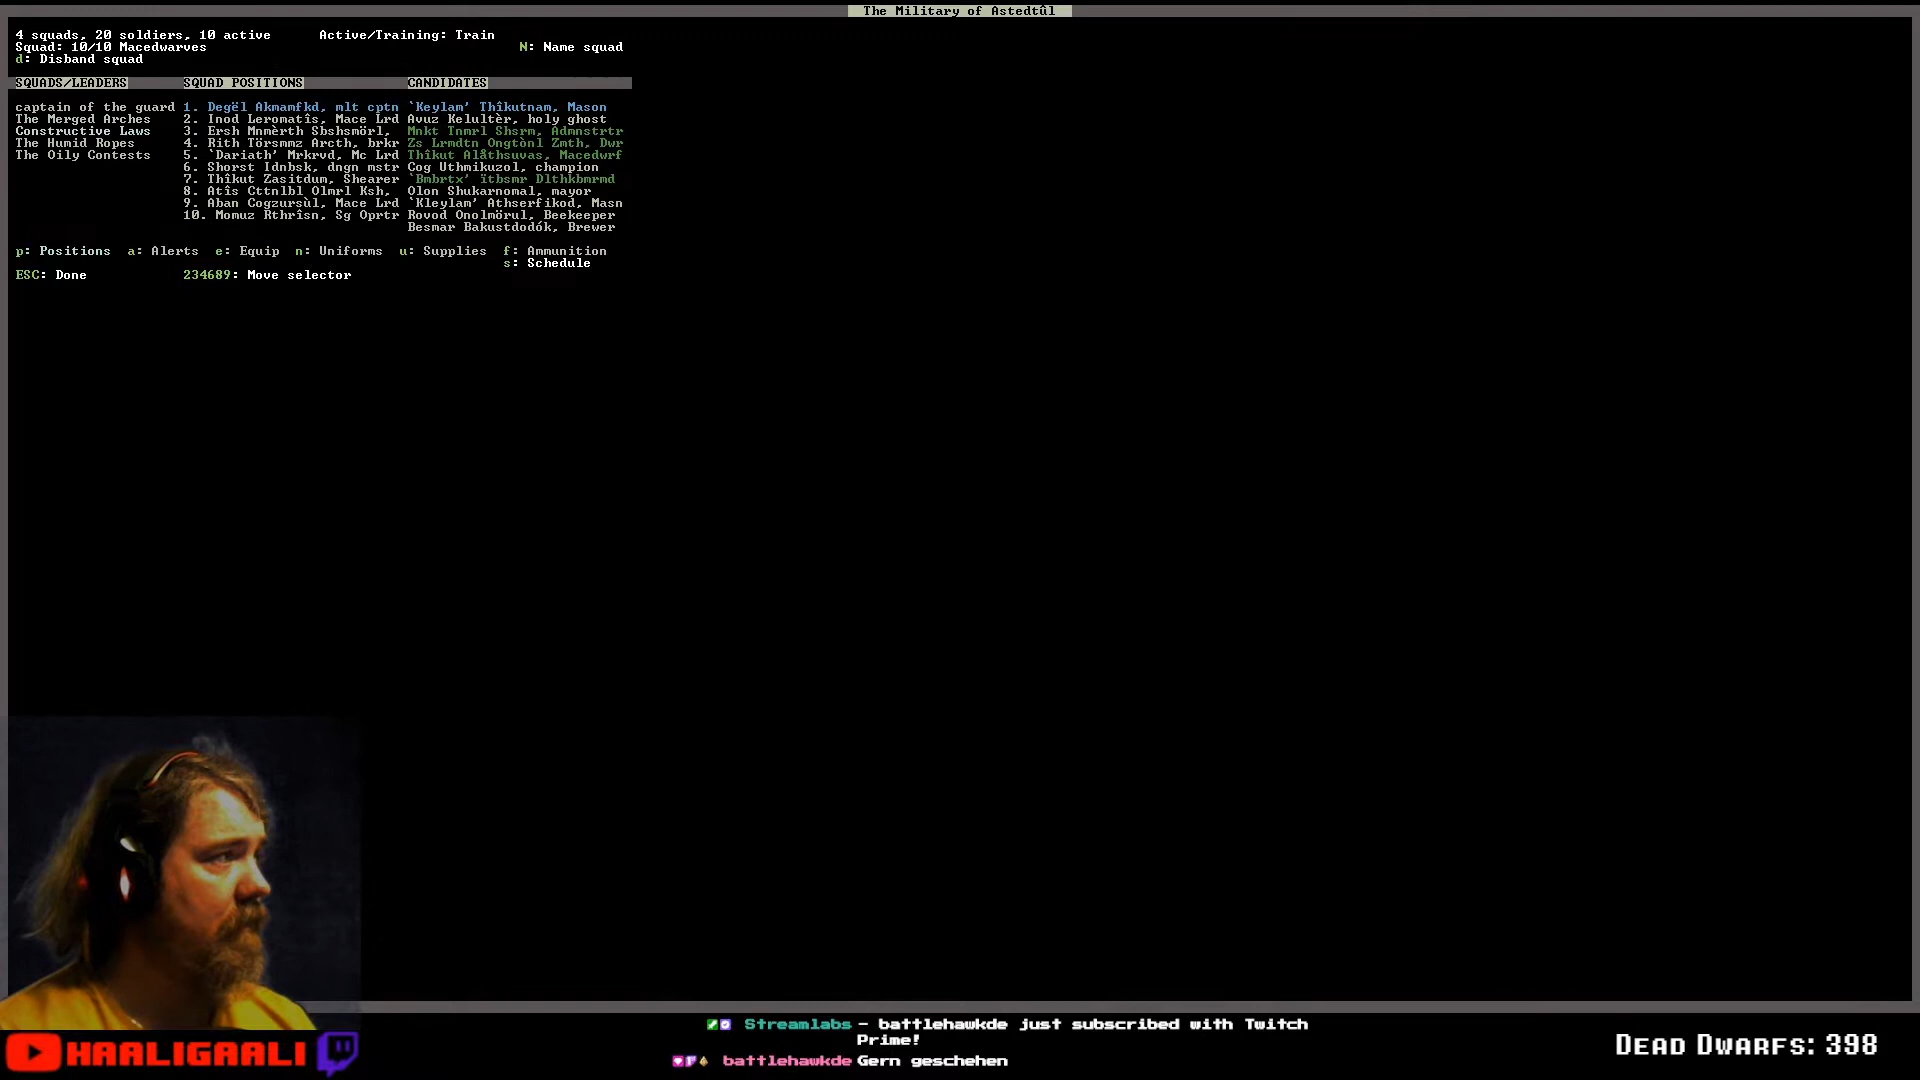 The Military of Astedtûl
4 squads, 20 soldiers, 10 active Active/Training: Train
Squad: 10/10 Macedwarves N: Name squad
d: Disband squad
SQUADS/LEADERS SQUAD POSITIONS CANDIDATES
captain of the guard 1. Degël Akmamfkd, mlt cptn `Keylam' Thîkutnam, Mason
The Merged Arches 2. Inod Leromatîs, Mace Lrd Avuz Kelultèr, holy ghost
Constructive Laws 3. Ersh Mnmèrth Sbshsmörl, Mnkt Tnmrl Shsrm, Admnstrtr
The Humid Ropes 4. Rith Törsmmz Arcth, brkr Zs Lrmdtn Ongtònl Zmth, Dwr
The Oily Contests 5. `Dariath' Mrkrvd, Mc Lrd Thîkut Alåthsuvas, Macedwrf
6. Shorst Idnbsk, dngn mstr Cog Uthmikuzol, champion
7. Thîkut Zasitdum, Shearer `Bmbrtx' ïtbsmr Dlthkbmrmd
8. Atîs Cttnlbl Olmrl Ksh, Olon Shukarnomal, mayor
9. Aban Cogzursùl, Mace Lrd `Kleylam' Athserfikod, Masn
10. Momuz Rthrîsn, Sg Oprtr Rovod Onolmörul, Beekeeper
Besmar Bakustdodók, Brewer
p: Positions a: Alerts e: Equip n: Uniforms u: Supplies f: Ammunition
s: Schedule
ESC: Done 234689: Move selector
Streamlabs – battlehawkde just subscribed with Twitch
Prime!
battlehawkde Gern geschehen
HAALIGAALI
Dead Dwarfs: 398